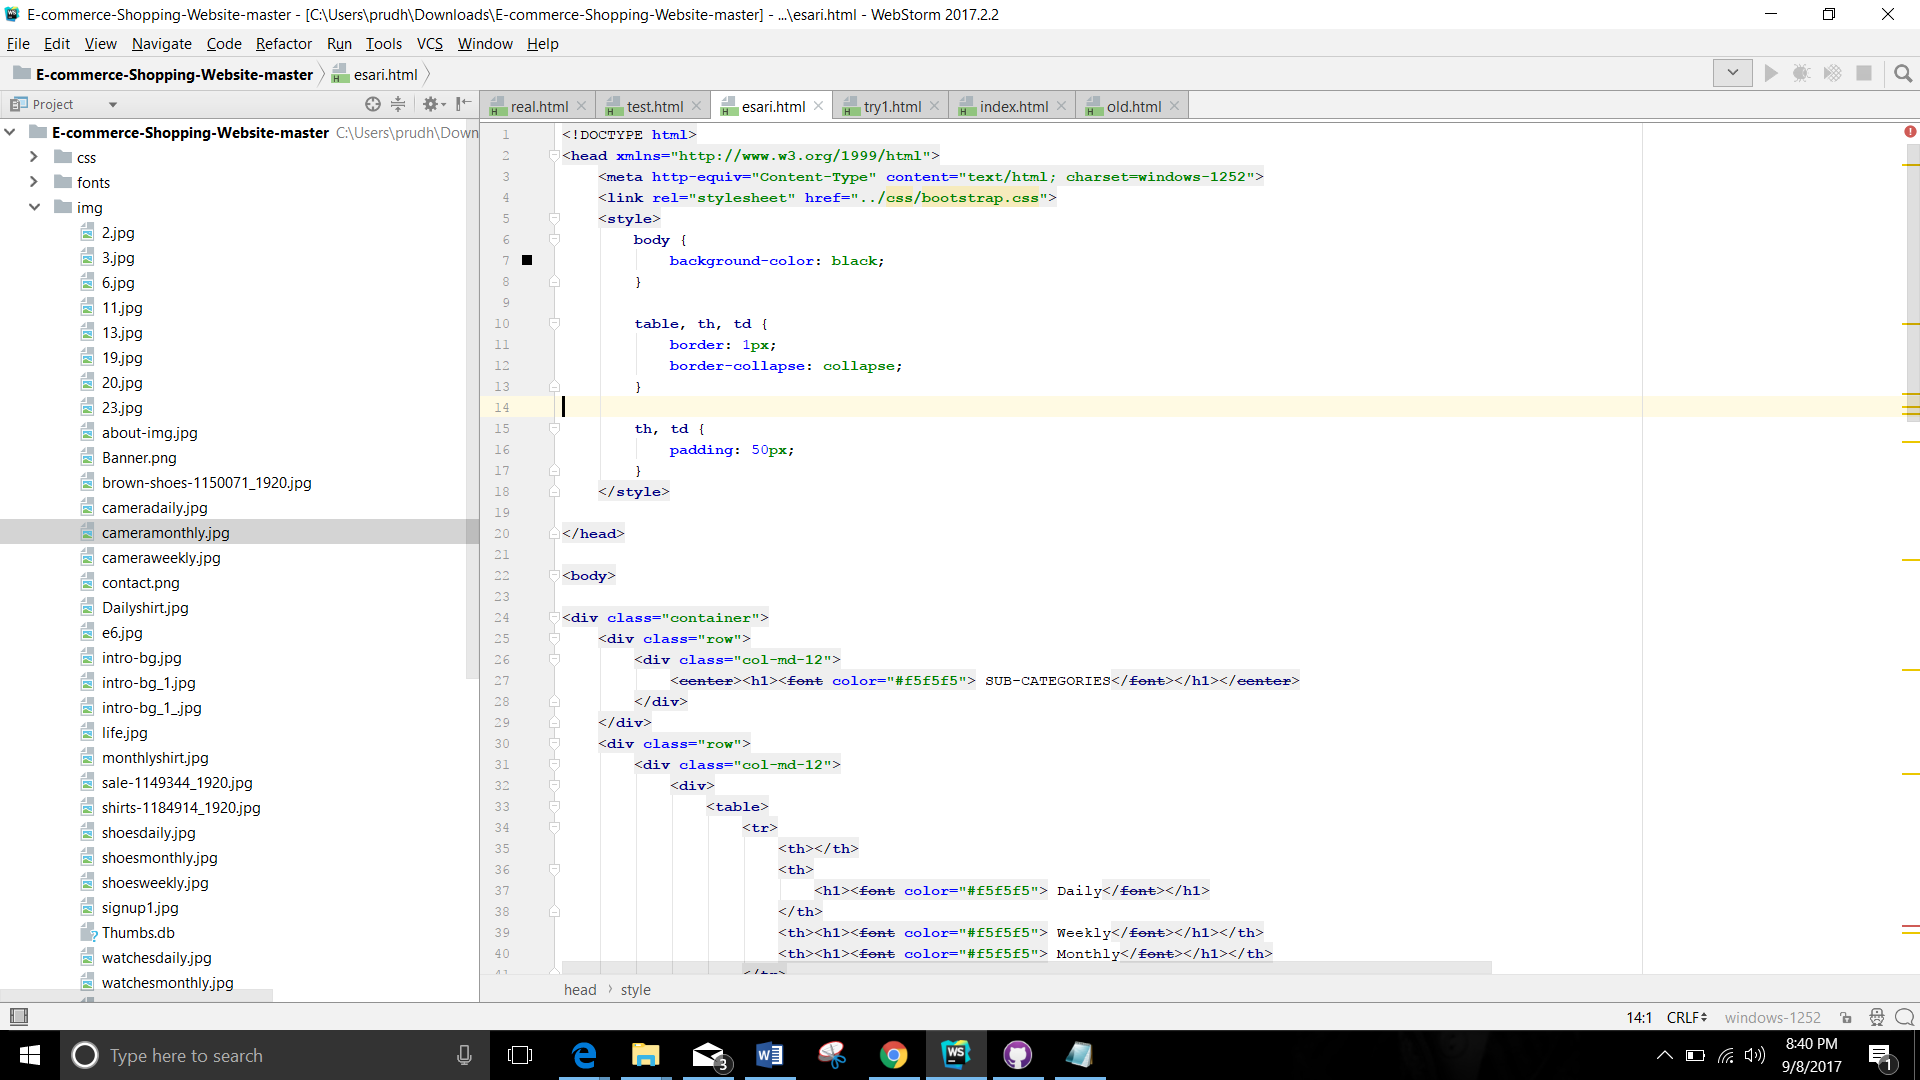 E-commerce-Shopping-Website-master - [C:\Users\prudh\Downloads\E-commerce-Shopping-Website-master] - ...\esari.html - WebStorm 2017.2.2
File Edit View Navigate Code Refactor Run Tools VCS Window Help
E-commerce-Shopping-Website-master esari.html
Project
real.html test.html esari.html try1.html index.html old.html
E-commerce-Shopping-Website-master C:\Users\prudh\Down
css
fonts
img
2.jpg
3.jpg
6.jpg
11.jpg
13.jpg
19.jpg
20.jpg
23.jpg
about-img.jpg
Banner.png
brown-shoes-1150071_1920.jpg
cameradaily.jpg
cameramonthly.jpg
cameraweekly.jpg
contact.png
Dailyshirt.jpg
e6.jpg
intro-bg.jpg
intro-bg_1.jpg
intro-bg_1_.jpg
life.jpg
monthlyshirt.jpg
sale-1149344_1920.jpg
shirts-1184914_1920.jpg
shoesdaily.jpg
shoesmonthly.jpg
shoesweekly.jpg
signup1.jpg
Thumbs.db
watchesdaily.jpg
watchesmonthly.jpg
1 <!DOCTYPE html>
2 <head xmlns="http://www.w3.org/1999/html">
3 <meta http-equiv="Content-Type" content="text/html; charset=windows-1252">
4 <link rel="stylesheet" href="../css/bootstrap.css">
5 <style>
6 body {
7 background-color: black;
8 }
9
10 table, th, td {
11 border: 1px;
12 border-collapse: collapse;
13 }
14
15 th, td {
16 padding: 50px;
17 }
18 </style>
19
20 </head>
21
22 <body>
23
24 <div class="container">
25 <div class="row">
26 <div class="col-md-12">
27 <center><h1><font color="#f5f5f5"> SUB-CATEGORIES</font></h1></center>
28 </div>
29 </div>
30 <div class="row">
31 <div class="col-md-12">
32 <div>
33 <table>
34 <tr>
35 <th></th>
36 <th>
37 <h1><font color="#f5f5f5"> Daily</font></h1>
38 </th>
39 <th><h1><font color="#f5f5f5"> Weekly</font></h1></th>
40 <th><h1><font color="#f5f5f5"> Monthly</font></h1></th>
41 </tr>
head › style
14:1 CRLF windows-1252
Type here to search
3
WS
8:40 PM
9/8/2017
1